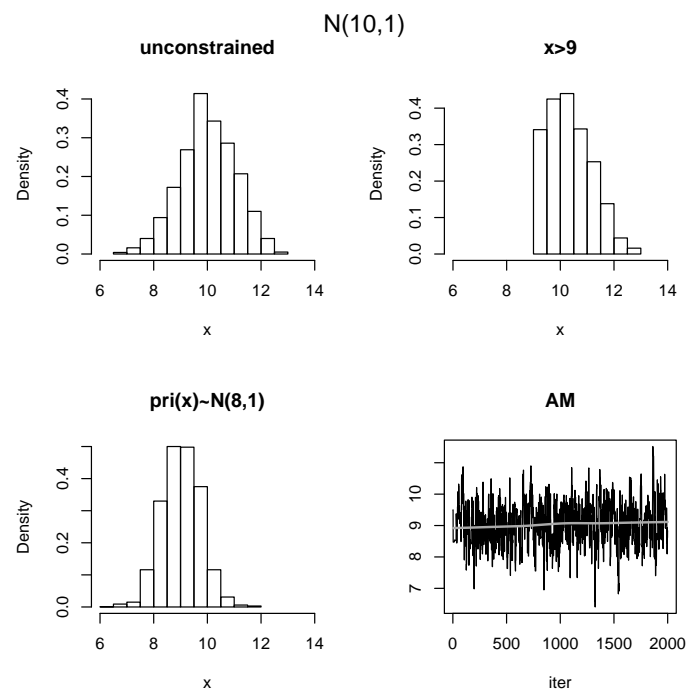 N(10,1)
unconstrained
Density
0.0 0.1 0.2 0.3 0.4
6 8 10 12 14
x
x>9
Density
0.0 0.1 0.2 0.3 0.4
6 8 10 12 14
x
pri(x)~N(8,1)
Density
0.0 0.2 0.4
6 8 10 12 14
x
AM
7 8 9 10
0 500 1000 1500 2000
iter